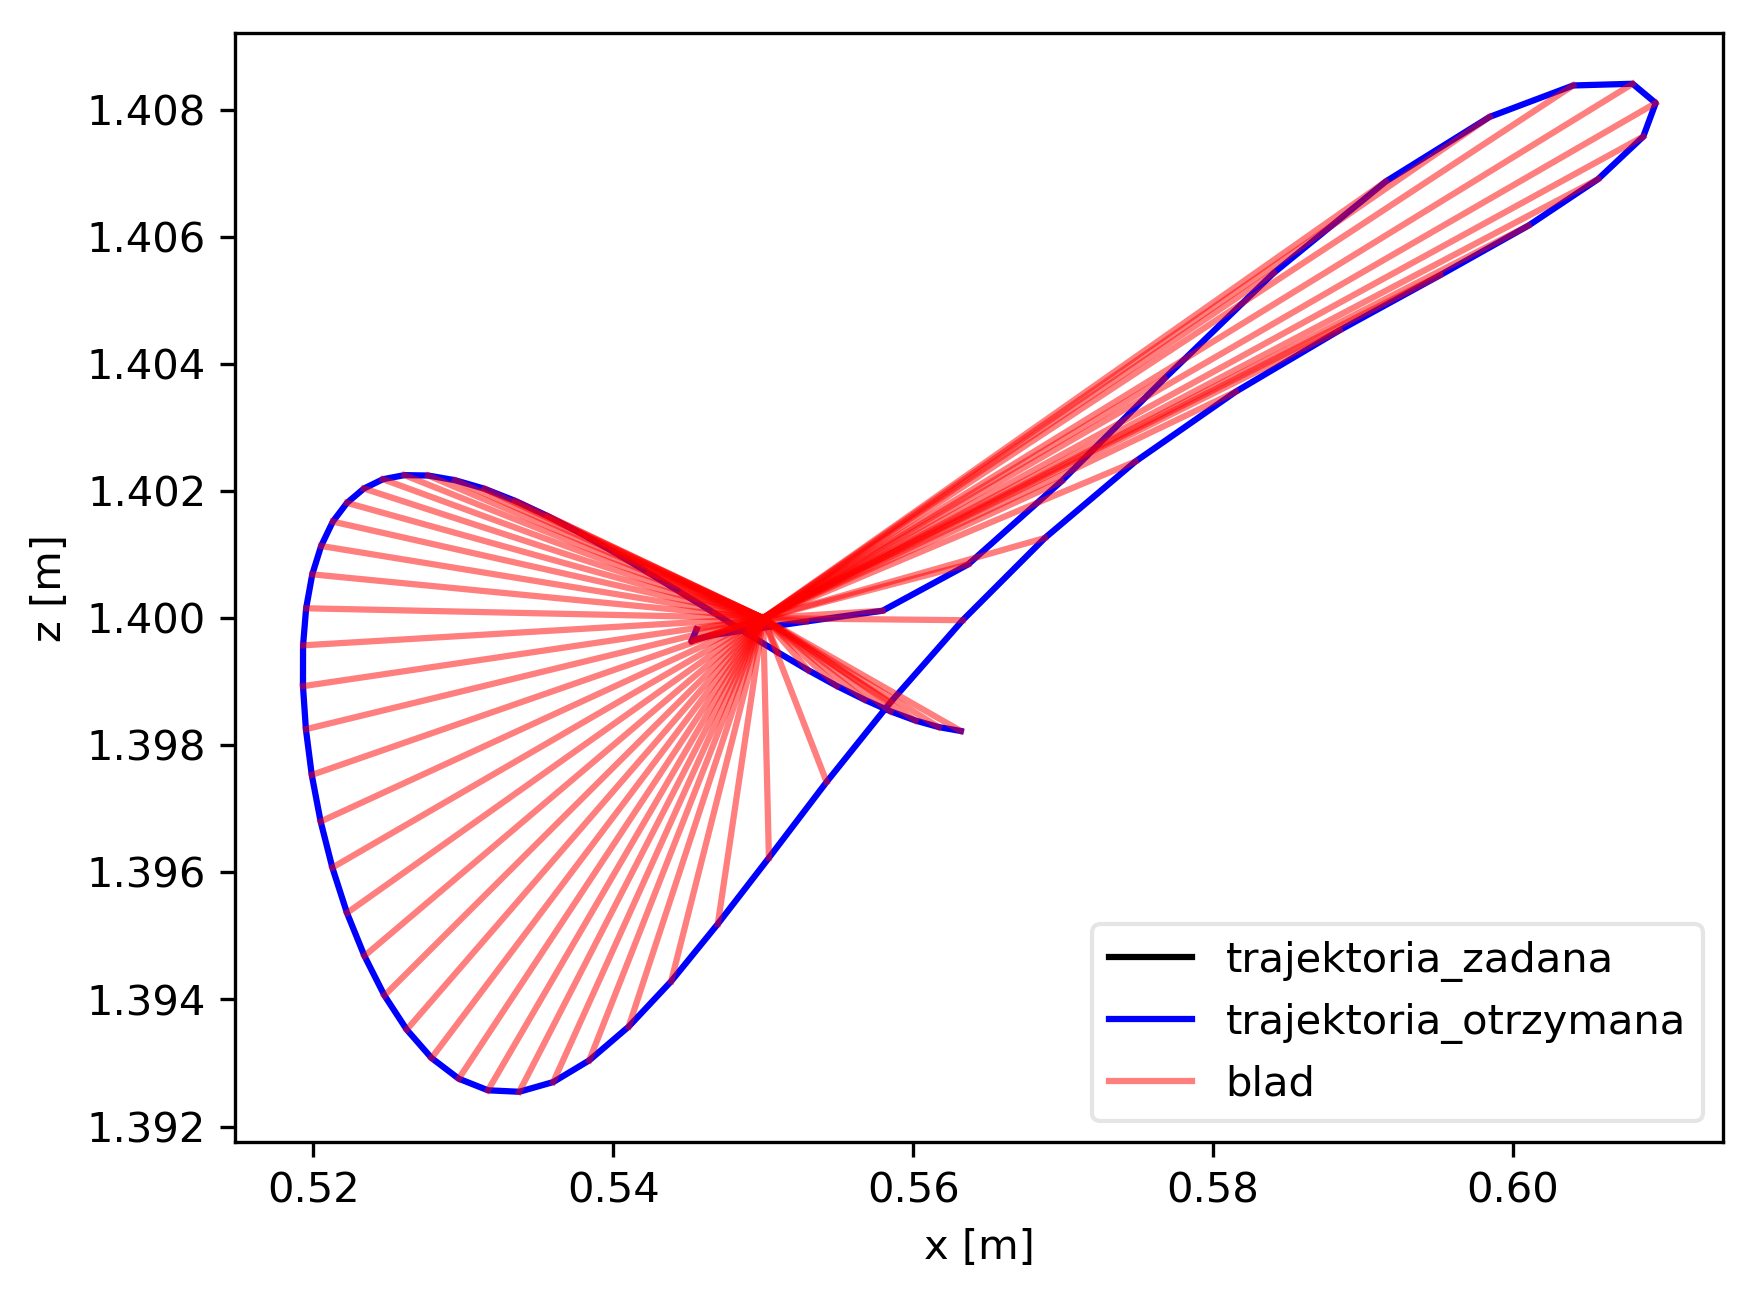 z [m]
1.408
1.406
1.404
1.402
1.400
1.398
1.396
1.394
1.392
0.52 0.54 0.56 0.58 0.60
x [m]
trajektoria_zadana
trajektoria_otrzymana
blad